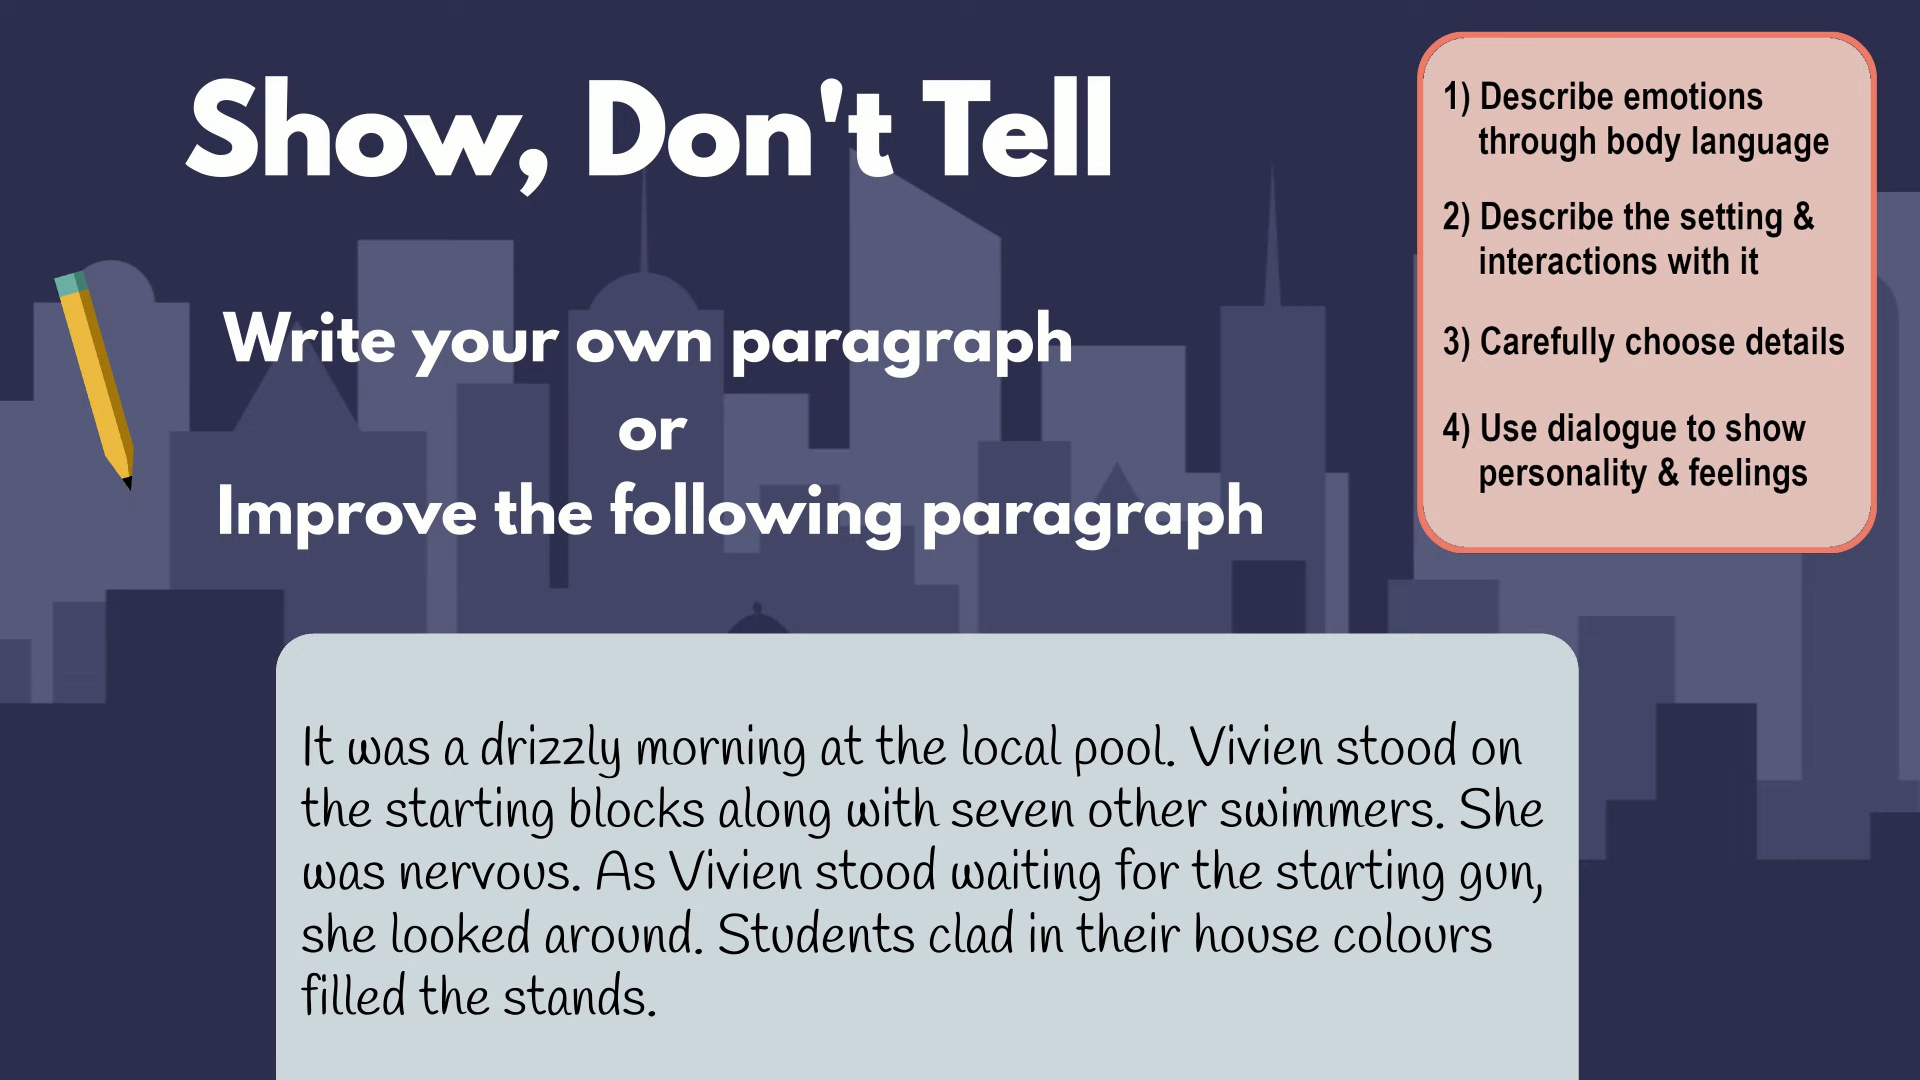 Show, Don't Tell
Write your own paragraph
or
Improve the following paragraph
1) Describe emotions
through body language
2) Describe the setting &
interactions with it
3) Carefully choose details
4) Use dialogue to show
personality & feelings
It was a drizzly morning at the local pool. Vivien stood on
the starting blocks along with seven other swimmers. She
was nervous. As Vivien stood waiting for the starting gun,
she looked around. Students clad in their house colours
filled the stands.